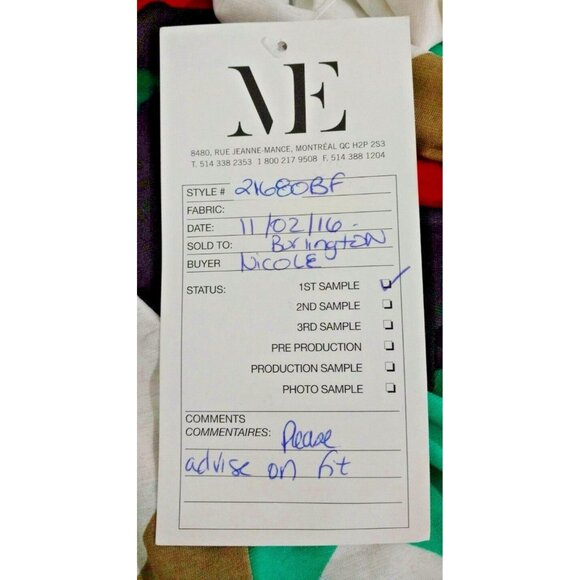 ME
8480, RUE JEANNE-MANCE, MONTRÉAL QC H2P 2S3
T. 514 338 2353 1 800 217 9508 F. 514 388 1204
STYLE # 21680BF
FABRIC:
DATE: 11/02/16 -
SOLD TO: Burlington
BUYER Nicole
STATUS: 1ST SAMPLE ✓
2ND SAMPLE
3RD SAMPLE
PRE PRODUCTION
PRODUCTION SAMPLE
PHOTO SAMPLE
COMMENTS
COMMENTAIRES: Please
advise on fit